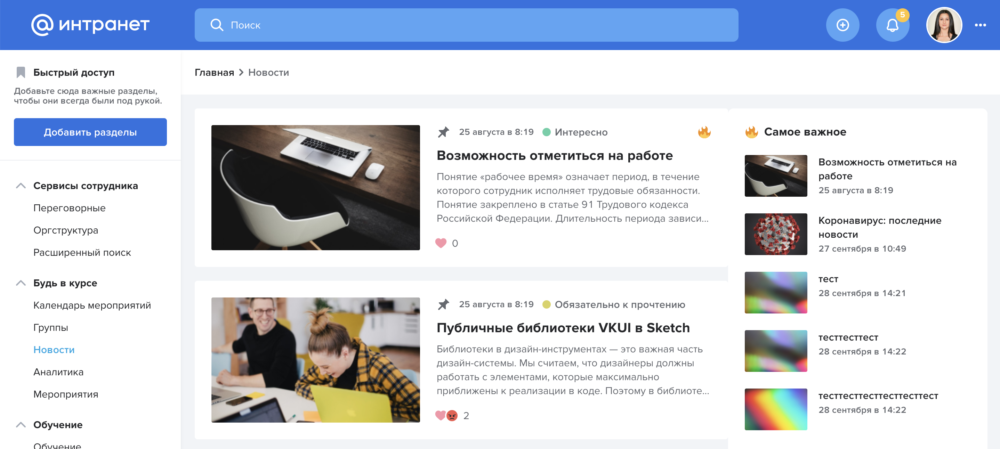 @интранет
Поиск
5
Быстрый доступ
Добавьте сюда важные разделы,
чтобы они всегда были под рукой.
Добавить разделы
Сервисы сотрудника
Переговорные
Оргструктура
Расширенный поиск
Будь в курсе
Календарь мероприятий
Группы
Новости
Аналитика
Мероприятия
Обучение
Обучение
Главная > Новости
25 августа в 8:19 Интересно
Возможность отметиться на работе
Понятие «рабочее время» означает период, в течение
которого сотрудник исполняет трудовые обязанности.
Понятие закреплено в статье 91 Трудового кодекса
Российской Федерации. Длительность периода зависи...
0
25 августа в 8:19 Обязательно к прочтению
Публичные библиотеки VKUI в Sketch
Библиотеки в дизайн-инструментах — это важная часть
дизайн-системы. Мы считаем, что дизайнеры должны
работать с элементами, которые максимально
приближены к реализации в коде. Поэтому в библиоте...
2
Самое важное
Возможность отметиться на
работе
25 августа в 8:19
Коронавирус: последние
новости
27 сентября в 10:49
тест
28 сентября в 14:21
тесттесттест
28 сентября в 14:22
тесттесттесттесттесттест
28 сентября в 14:22